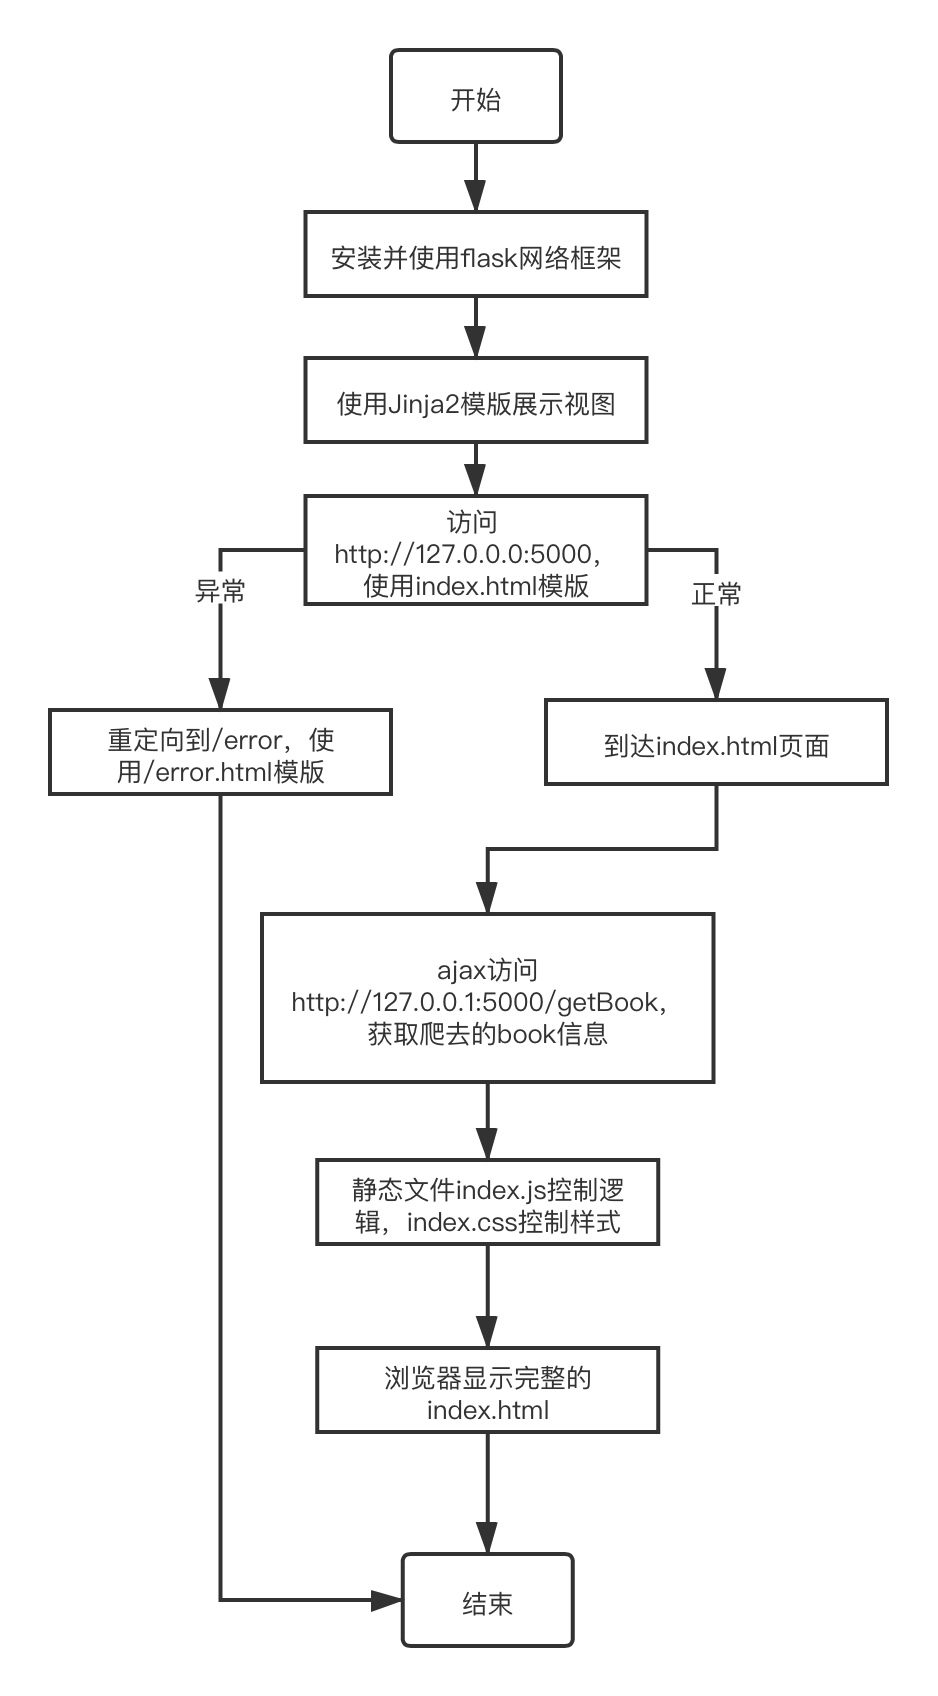 开始
安装并使用flask网络框架
使用Jinja2模版展示视图
访问
http://127.0.0.0:5000，
使用index.html模版
异常
正常
重定向到/error，使
用/error.html模版
到达index.html页面
ajax访问
http://127.0.0.1:5000/getBook，
获取爬去的book信息
静态文件index.js控制逻
辑，index.css控制样式
浏览器显示完整的
index.html
结束